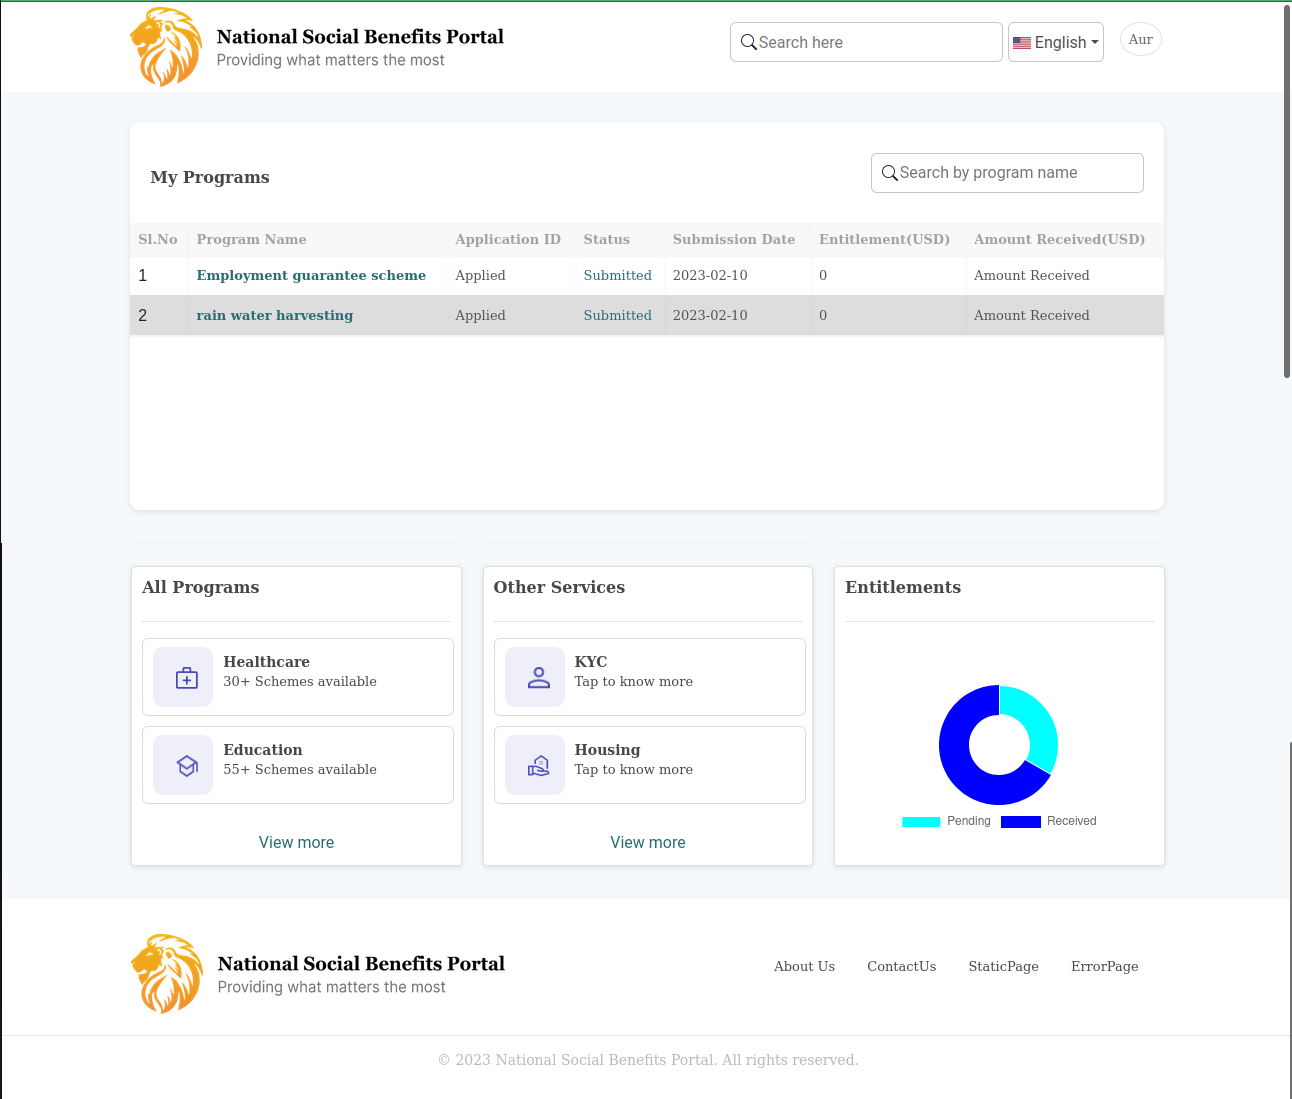 National Social Benefits Portal
Providing what matters the most
Search here
English
Aur
My Programs
Search by program name
Sl.No Program Name Application ID Status Submission Date Entitlement(USD) Amount Received(USD)
1 Employment guarantee scheme Applied Submitted 2023-02-10 0 Amount Received
2 rain water harvesting Applied Submitted 2023-02-10 0 Amount Received
All Programs
Healthcare
30+ Schemes available
Education
55+ Schemes available
View more
Other Services
KYC
Tap to know more
Housing
Tap to know more
View more
Entitlements
Pending Received
National Social Benefits Portal
Providing what matters the most
About Us ContactUs StaticPage ErrorPage
© 2023 National Social Benefits Portal. All rights reserved.